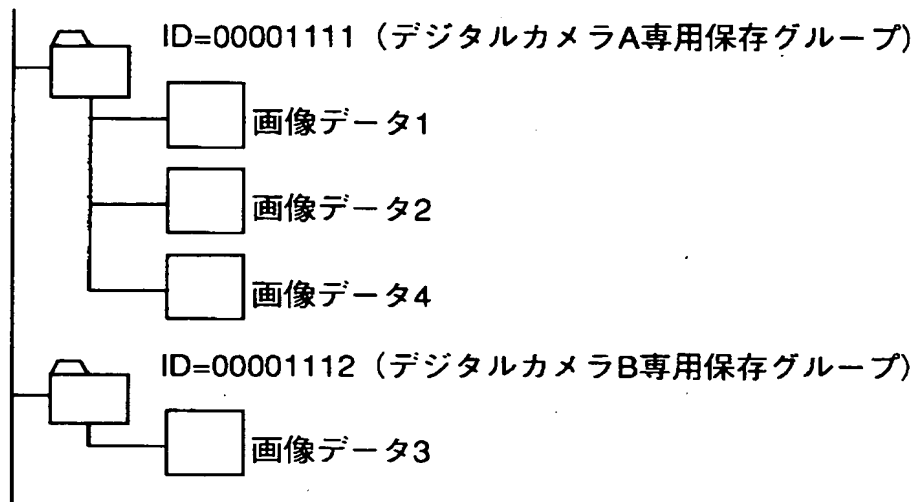 ID=00001111（デジタルカメラA専用保存グループ）
画像データ1
画像データ2
画像データ4
ID=00001112（デジタルカメラB専用保存グループ）
画像データ3